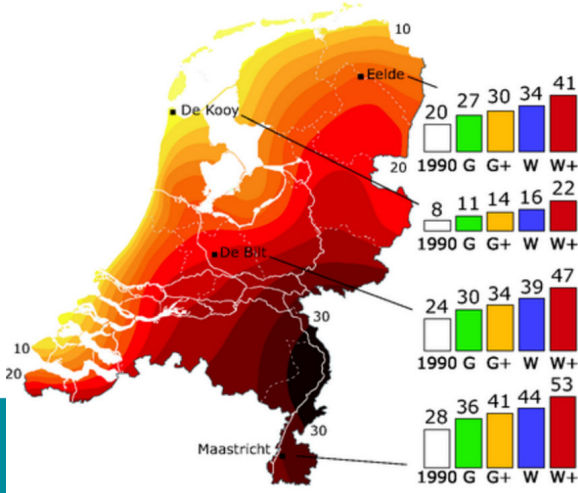 10
Eelde
De Kooy
20
De Bilt
30
10
20
30
Maastricht
20 27 30 34 41
1990 G G+ W W+
8 11 14 16 22
1990 G G+ W W+
24 30 34 39 47
1990 G G+ W W+
28 36 41 44 53
1990 G G+ W W+